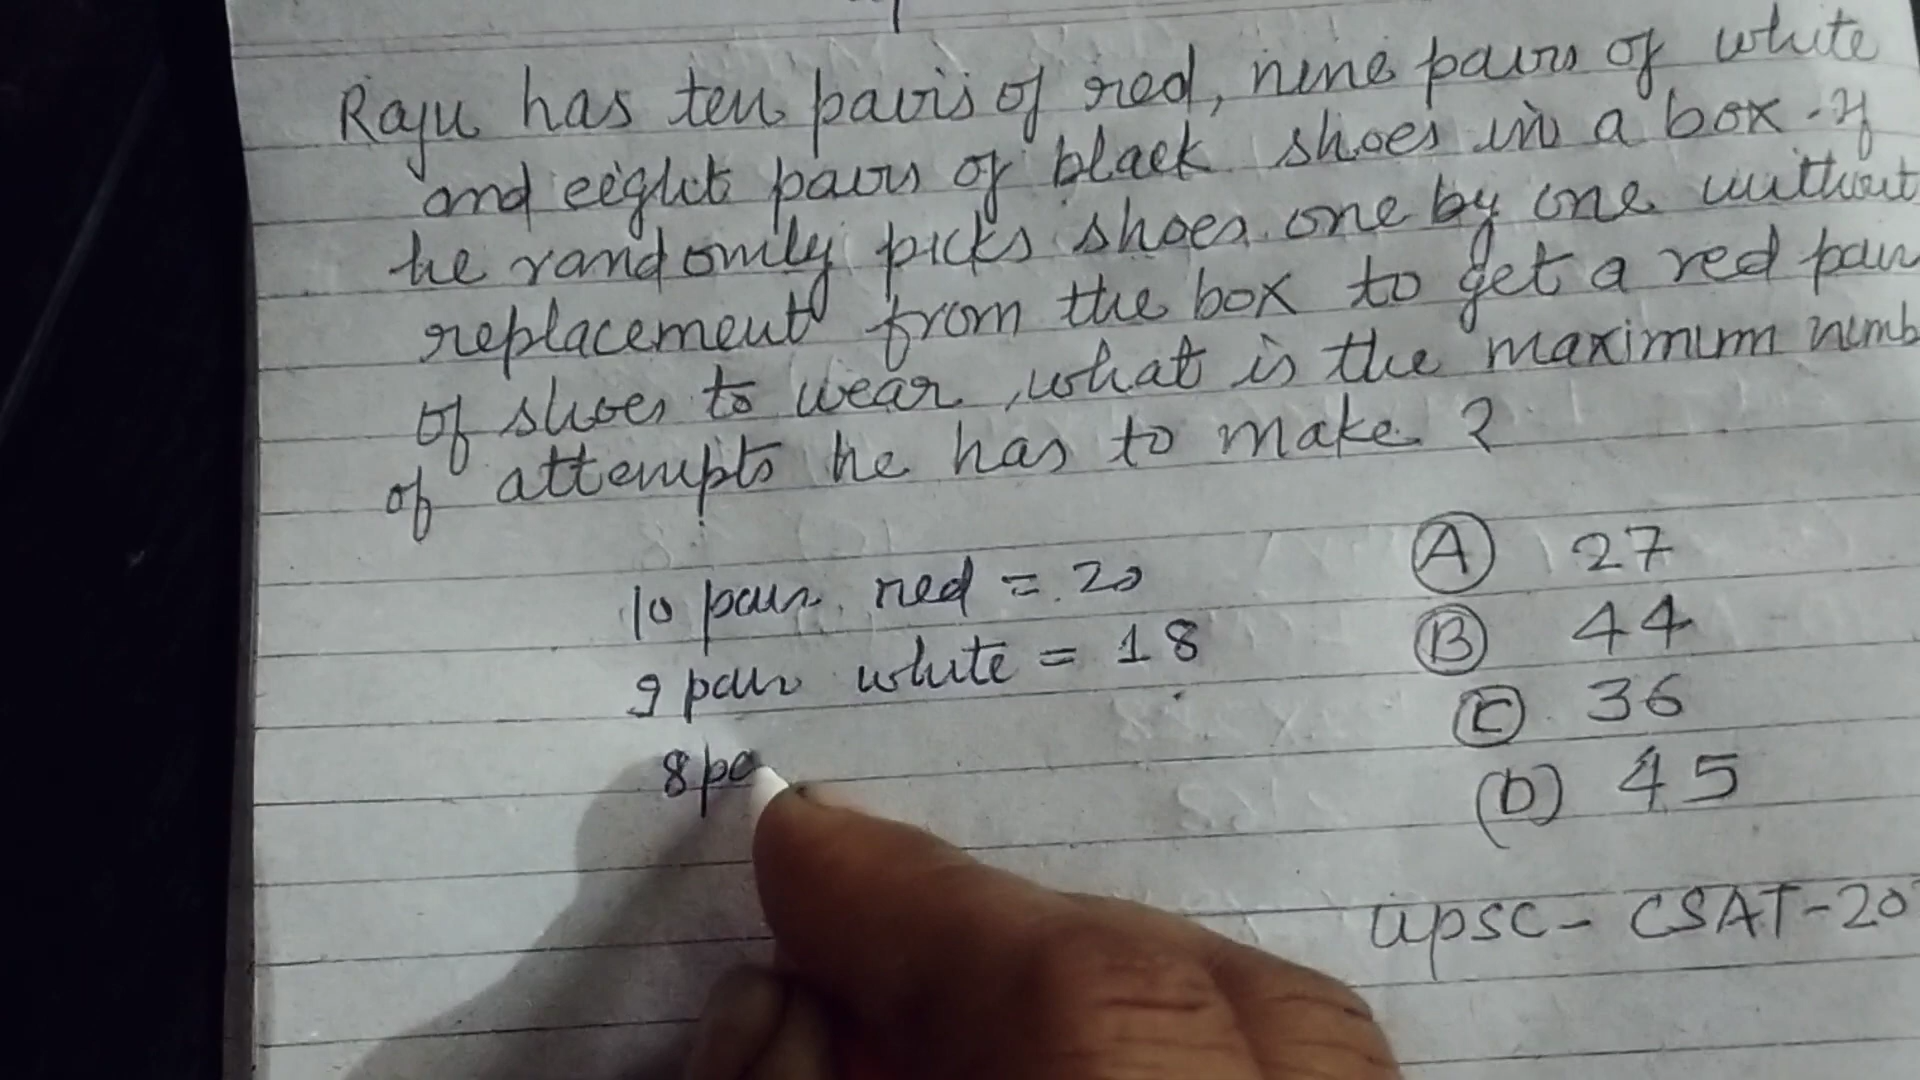 Raju has ten pairs of red, nine pairs of white
and eight pairs of black shoes in a box. If
he randomly picks shoes one by one without
replacement from the box to get a red pair
of shoes to wear, what is the maximum numb
of attempts he has to make ?
10 pair red = 20
9 pair white = 18
8 pa
(A) 27
(B) 44
(C) 36
(D) 45
upsc - CSAT-20